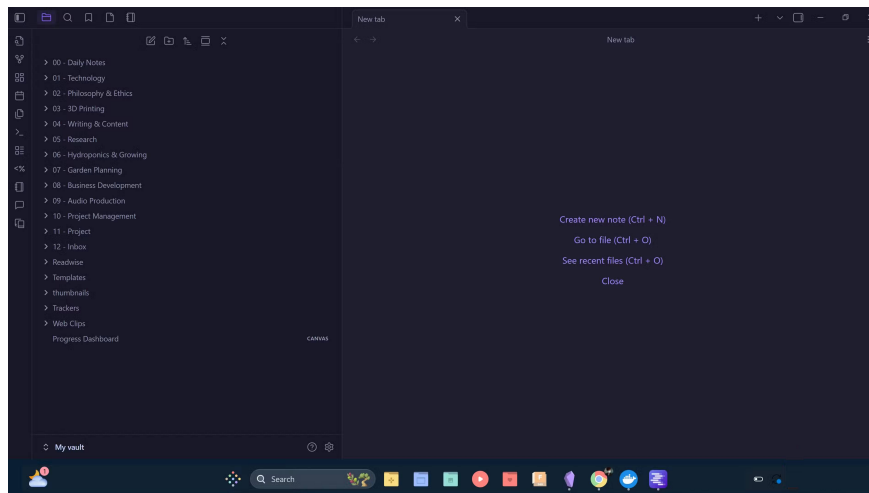 New tab
New tab
00 - Daily Notes
01 - Technology
02 - Philosophy & Ethics
03 - 3D Printing
04 - Writing & Content
05 - Research
06 - Hydroponics & Growing
07 - Garden Planning
08 - Business Development
09 - Audio Production
10 - Project Management
11 - Project
12 - Inbox
Readwise
Templates
thumbnails
Trackers
Web Clips
Progress Dashboard CANVAS
Create new note (Ctrl + N)
Go to file (Ctrl + O)
See recent files (Ctrl + O)
Close
My vault
1
Search